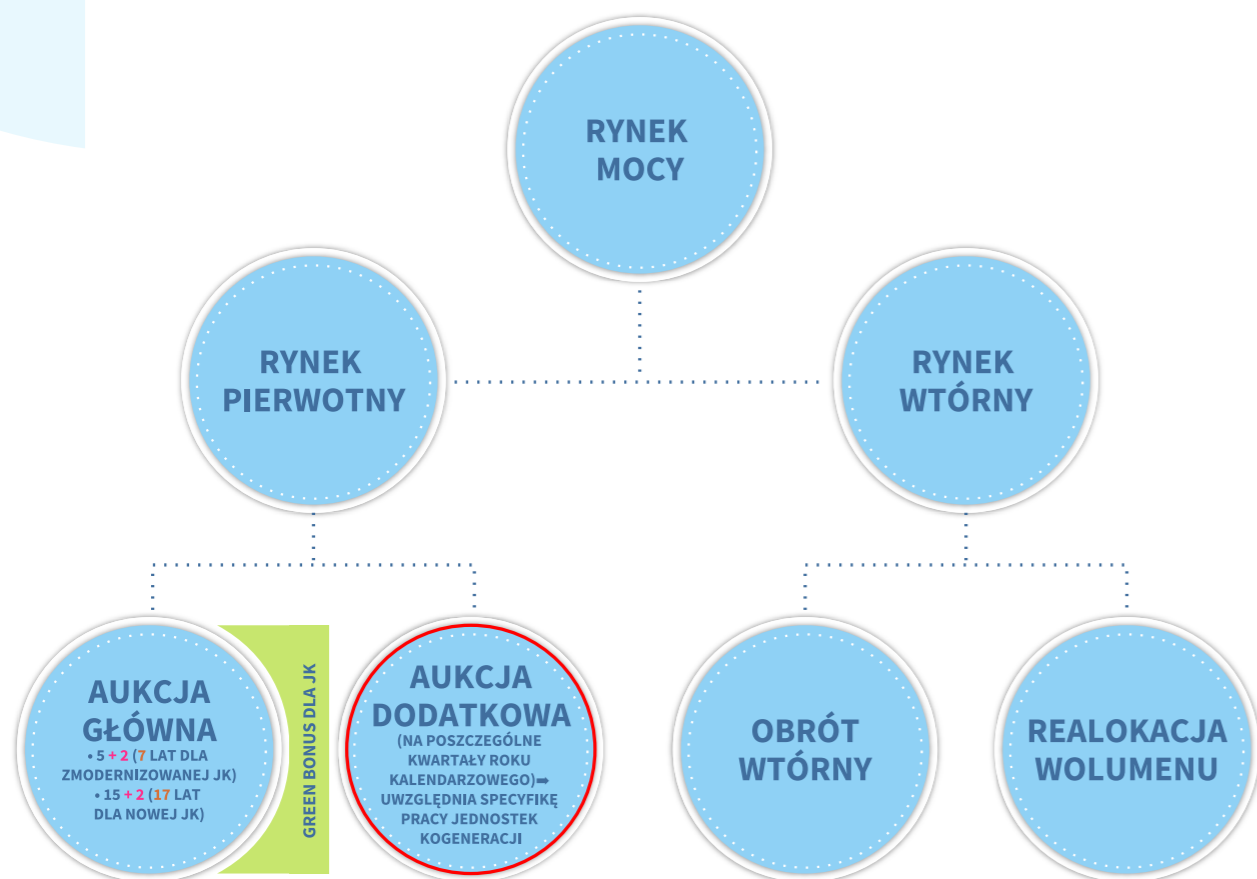 RYNEK
MOCY
RYNEK
PIERWOTNY
RYNEK
WTÓRNY
AUKCJA
GŁÓWNA
• 5 + 2 (7 LAT DLA
ZMODERNIZOWANEJ JK)
• 15 + 2 (17 LAT
DLA NOWEJ JK)
GREEN BONUS DLA JK
AUKCJA
DODATKOWA
(NA POSZCZEGÓLNE
KWARTAŁY ROKU
KALENDARZOWEGO)➡
UWZGLĘDNIA SPECYFIKĘ
PRACY JEDNOSTEK
KOGENERACJI
OBRÓT
WTÓRNY
REALOKACJA
WOLUMENU